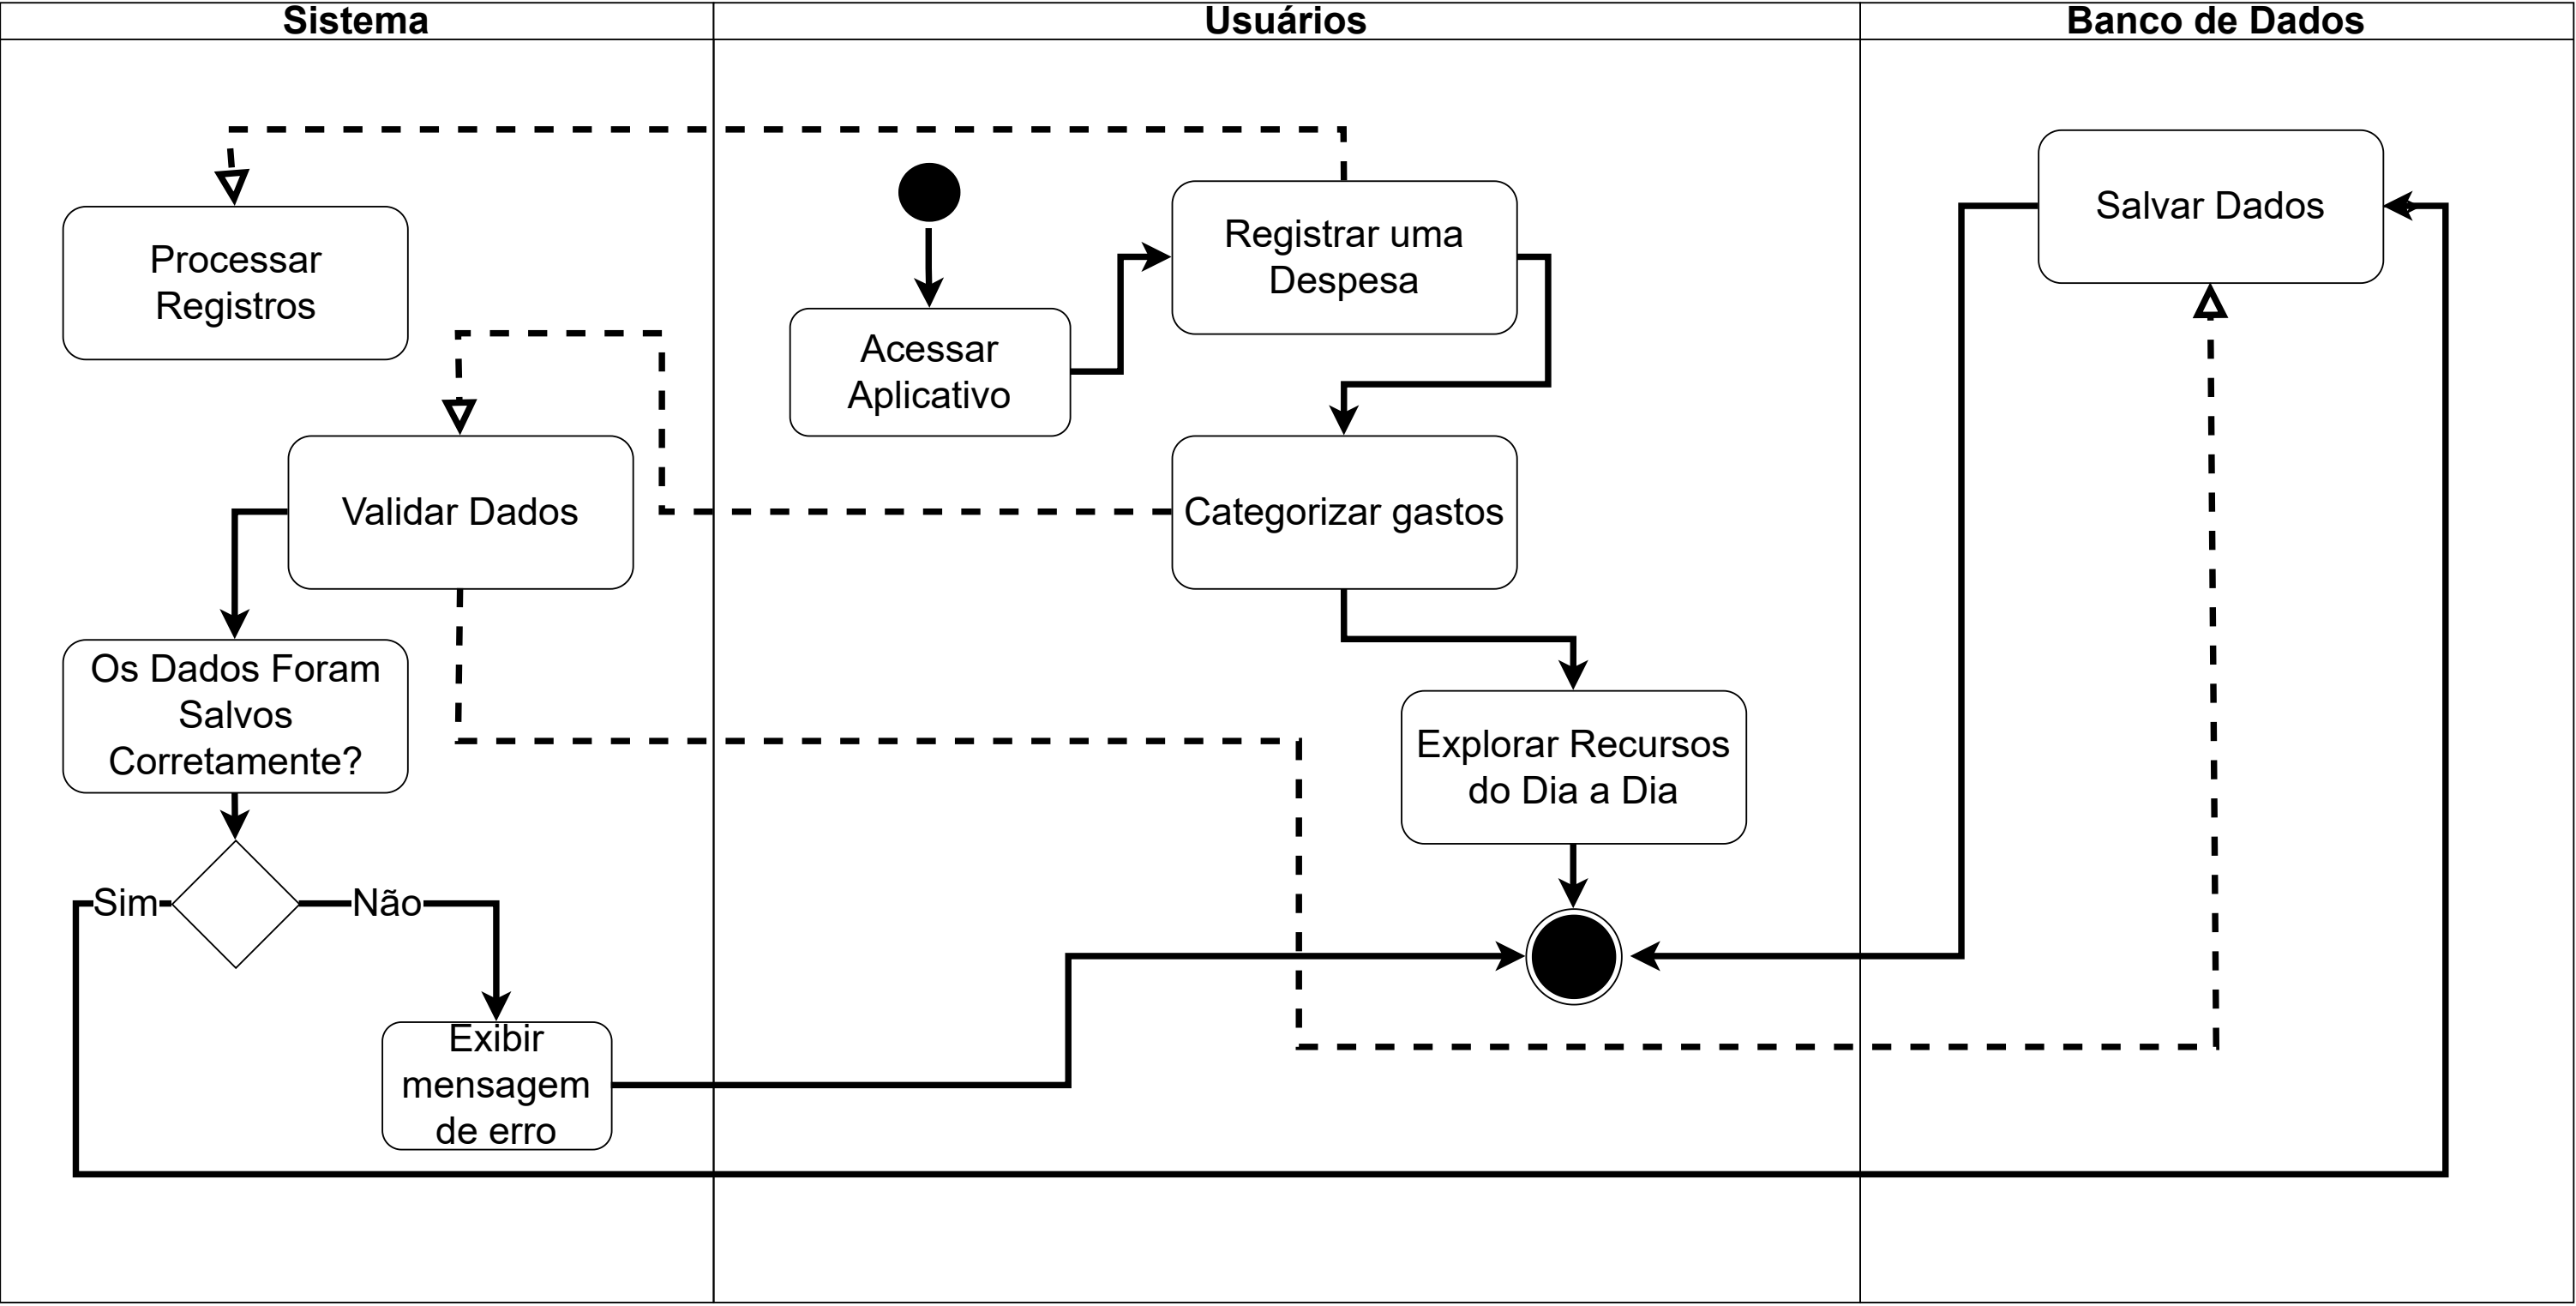 Sistema
Usuários
Banco de Dados
Processar
Registros
Validar Dados
Os Dados Foram
Salvos
Corretamente?
Sim
Não
Exibir
mensagem
de erro
Acessar
Aplicativo
Registrar uma
Despesa
Categorizar gastos
Explorar Recursos
do Dia a Dia
Salvar Dados